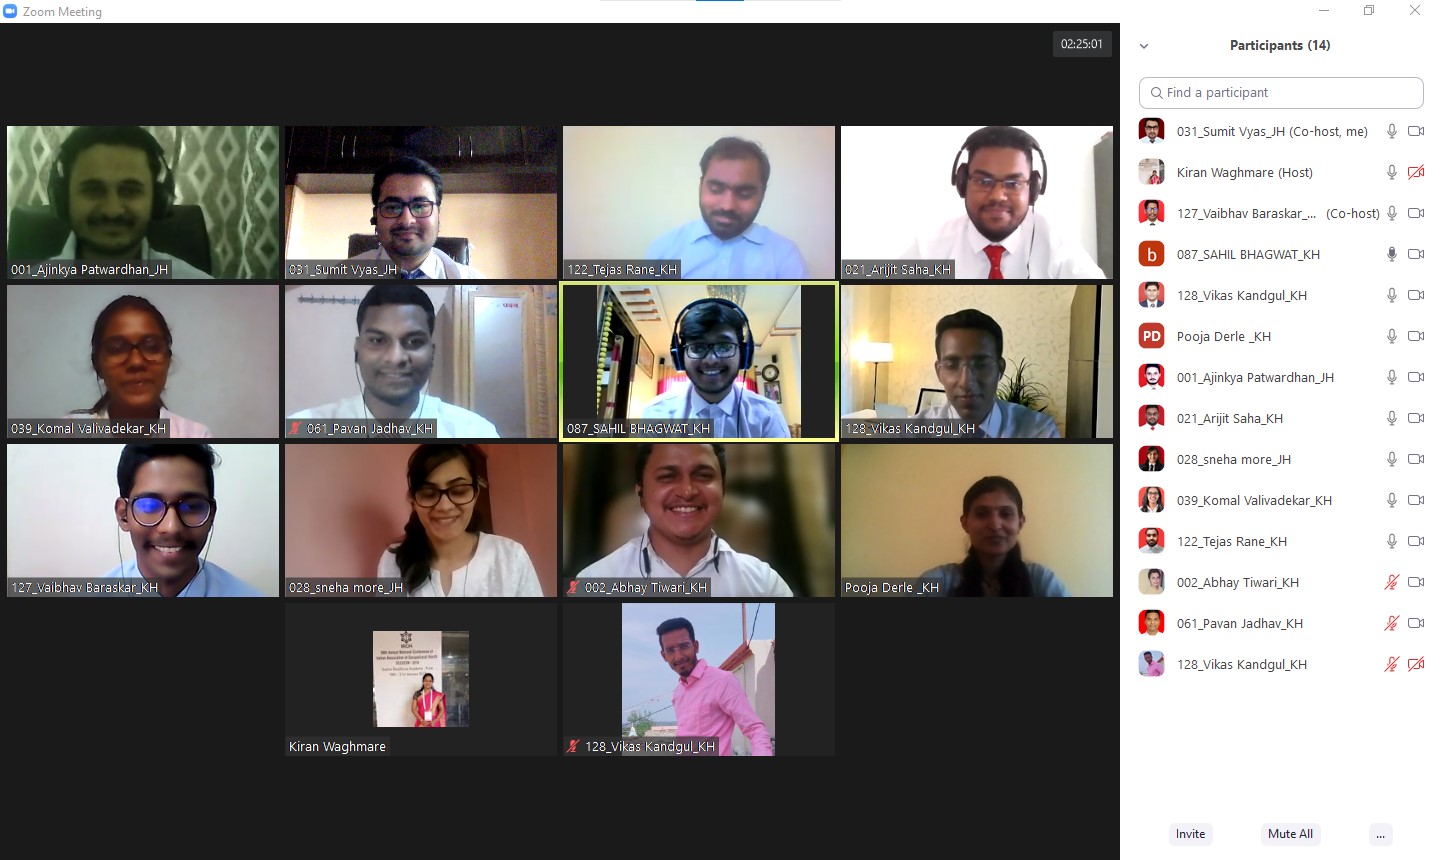 Zoom Meeting
02:25:01
001_Ajinkya Patwardhan_JH
031_Sumit Vyas_JH
122_Tejas Rane_KH
021_Arijit Saha_KH
039_Komal Valivadekar_KH
061_Pavan Jadhav_KH
087_SAHIL BHAGWAT_KH
128_Vikas Kandgul_KH
127_Vaibhav Baraskar_KH
028_sneha more_JH
002_Abhay Tiwari_KH
Pooja Derle _KH
Kiran Waghmare
128_Vikas Kandgul_KH
Participants (14)
Find a participant
031_Sumit Vyas_JH (Co-host, me)
Kiran Waghmare (Host)
127_Vaibhav Baraskar_... (Co-host)
b 087_SAHIL BHAGWAT_KH
128_Vikas Kandgul_KH
PD Pooja Derle _KH
001_Ajinkya Patwardhan_JH
021_Arijit Saha_KH
028_sneha more_JH
039_Komal Valivadekar_KH
122_Tejas Rane_KH
002_Abhay Tiwari_KH
061_Pavan Jadhav_KH
128_Vikas Kandgul_KH
Invite Mute All ...